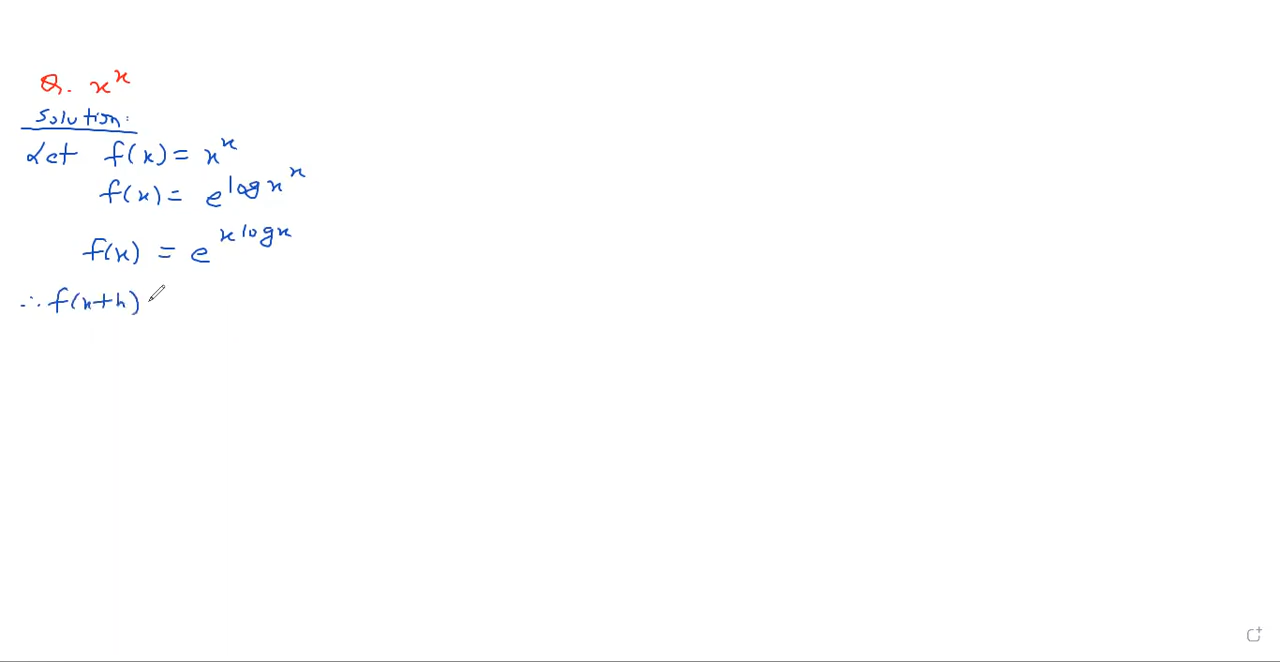 Q. x^x
Solution:
Let f(x) = x^x
f(x) = e^{log x^x}
f(x) = e^{x log x}
∴ f(x+h)